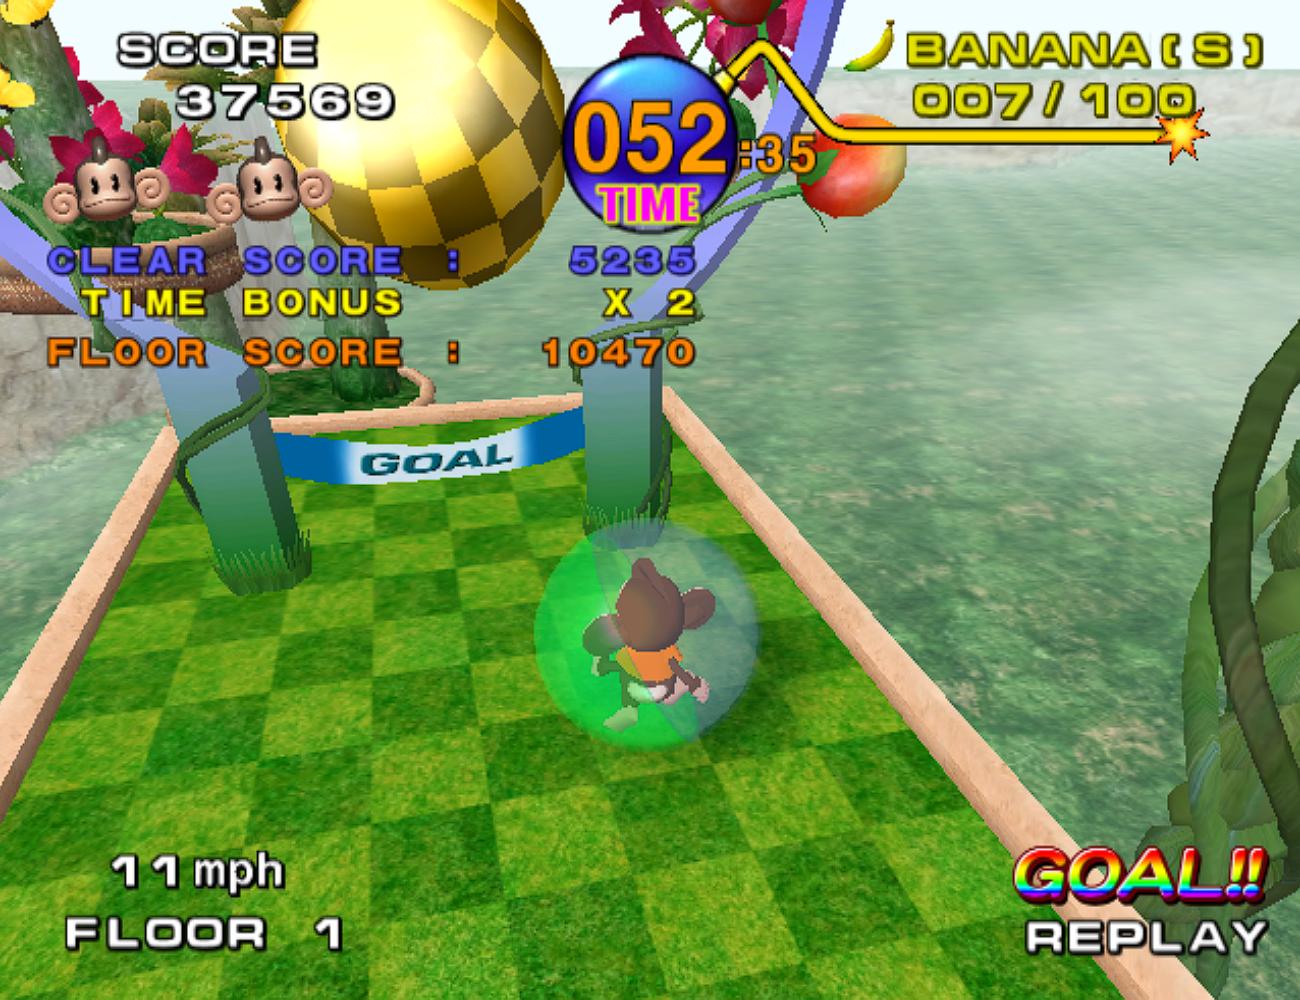 SCORE
37569
052:35
TIME
BANANA(S)
007/100
CLEAR SCORE : 5235
TIME BONUS X 2
FLOOR SCORE : 10470
GOAL
11 mph
FLOOR 1
GOAL!!
REPLAY